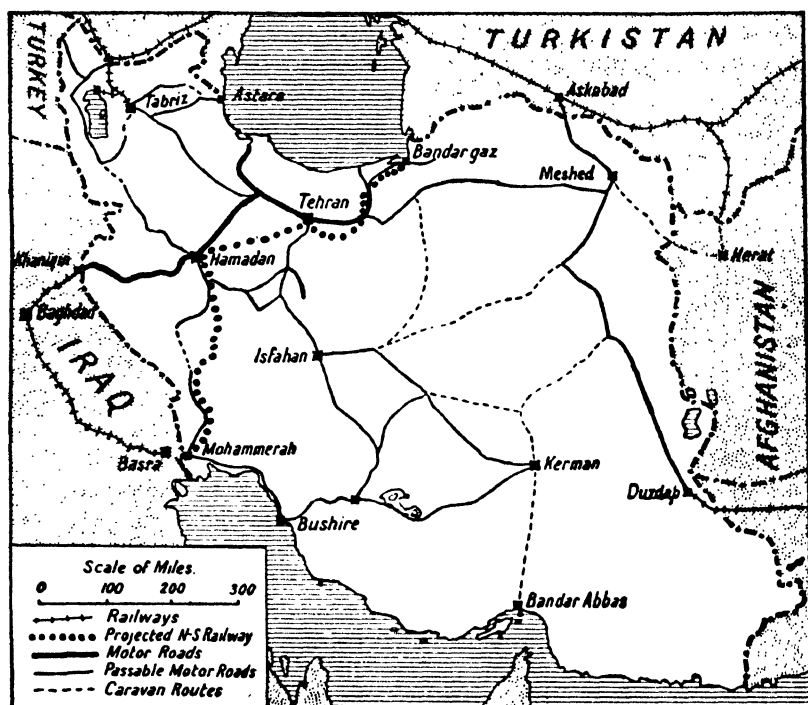 TURKEY
TURKISTAN
Tabriz
Astara
Askabad
Bandar gaz
Meshed
Tehran
Khaniqin
Hamadan
Herat
Baghdad
IRAQ
Isfahan
AFGHANISTAN
Basra
Mohammerah
Kerman
Duzdap
Bushire
Bandar Abbas
Scale of Miles.
0 100 200 300
Railways
Projected N-S Railway
Motor Roads
Passable Motor Roads
Caravan Routes